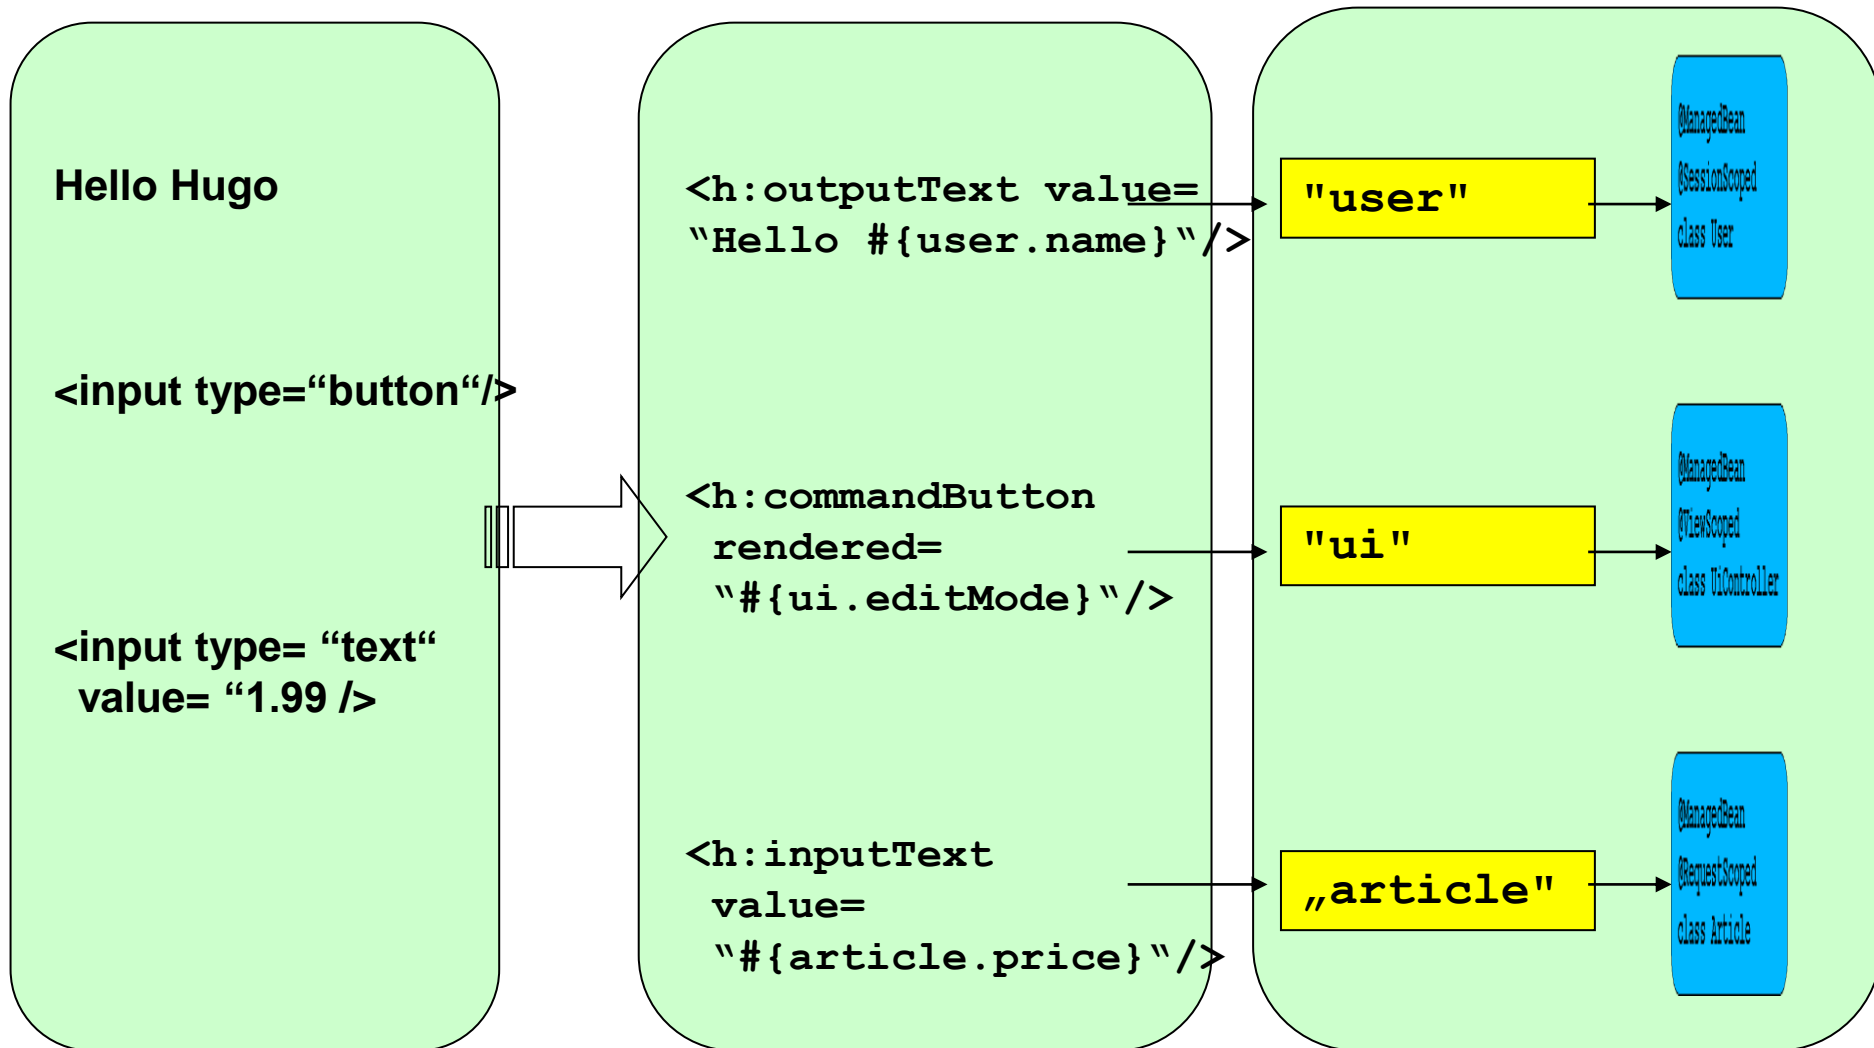 Hello Hugo
<input type=“button“/>
<input type= “text“
value= “1.99 />
<h:outputText value=
“Hello #{user.name}“/>
<h:commandButton
rendered=
“#{ui.editMode}“/>
<h:inputText
value=
“#{article.price}“/>
"user"
"ui"
„article"
@ManagedBean
@SessionScoped
class User
@ManagedBean
@ViewScoped
class UiController
@ManagedBean
@RequestScoped
class Article